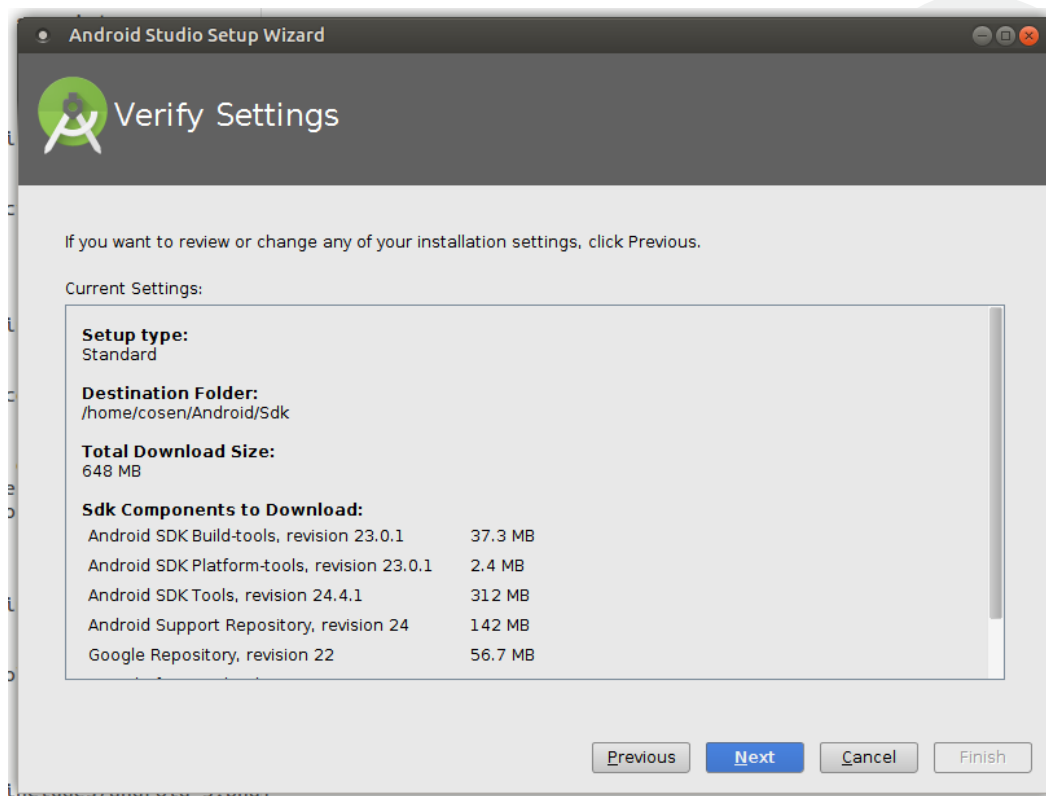 Android Studio Setup Wizard
Verify Settings
If you want to review or change any of your installation settings, click Previous.
Current Settings:
Setup type:
Standard
Destination Folder:
/home/cosen/Android/Sdk
Total Download Size:
648 MB
Sdk Components to Download:
Android SDK Build-tools, revision 23.0.1 37.3 MB
Android SDK Platform-tools, revision 23.0.1 2.4 MB
Android SDK Tools, revision 24.4.1 312 MB
Android Support Repository, revision 24 142 MB
Google Repository, revision 22 56.7 MB
Previous Next Cancel Finish